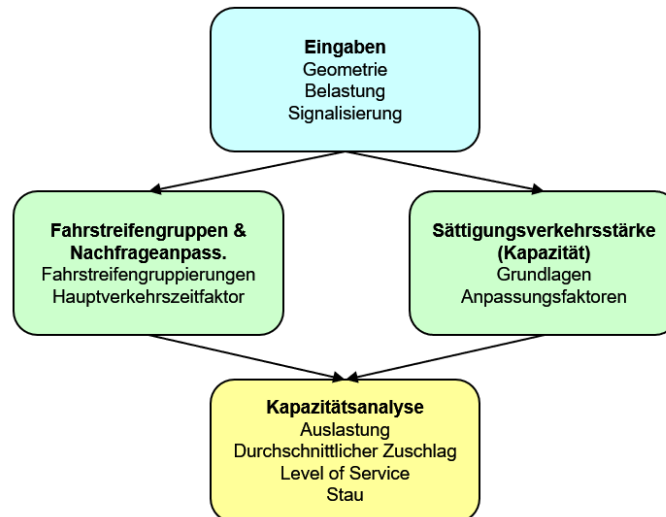 Eingaben
Geometrie
Belastung
Signalisierung
Fahrstreifengruppen &
Nachfrageanpass.
Fahrstreifengruppierungen
Hauptverkehrszeitfaktor
Sättigungsverkehrsstärke
(Kapazität)
Grundlagen
Anpassungsfaktoren
Kapazitätsanalyse
Auslastung
Durchschnittlicher Zuschlag
Level of Service
Stau